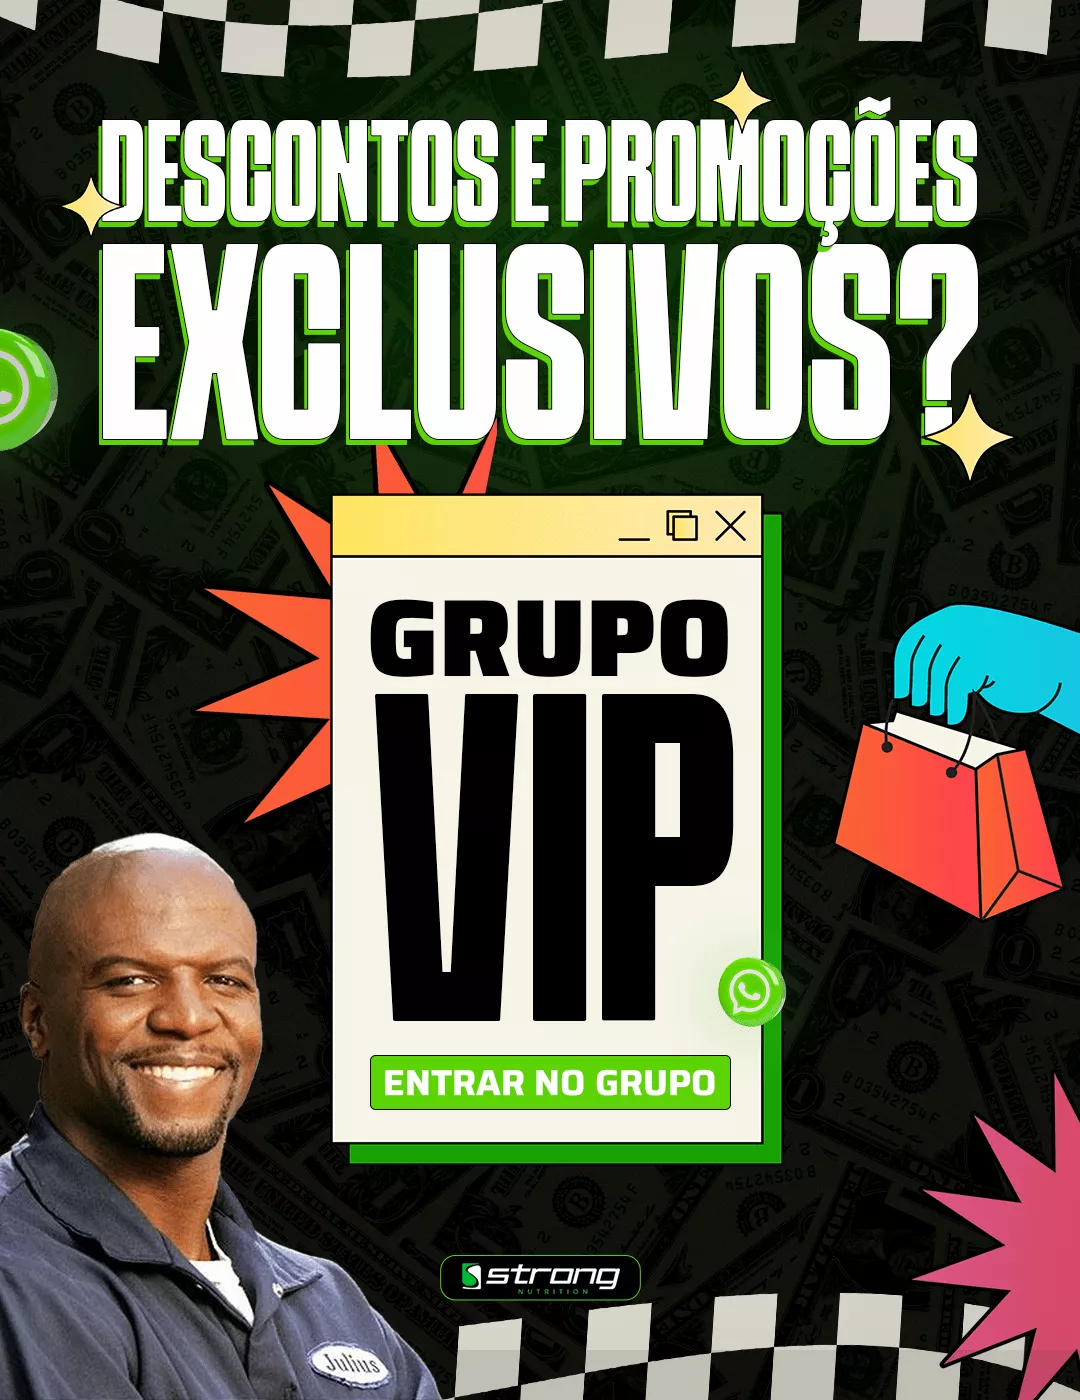 DESCONTOS E PROMOÇÕES
EXCLUSIVOS?
GRUPO
VIP
ENTRAR NO GRUPO
Julius
strong
NUTRITION